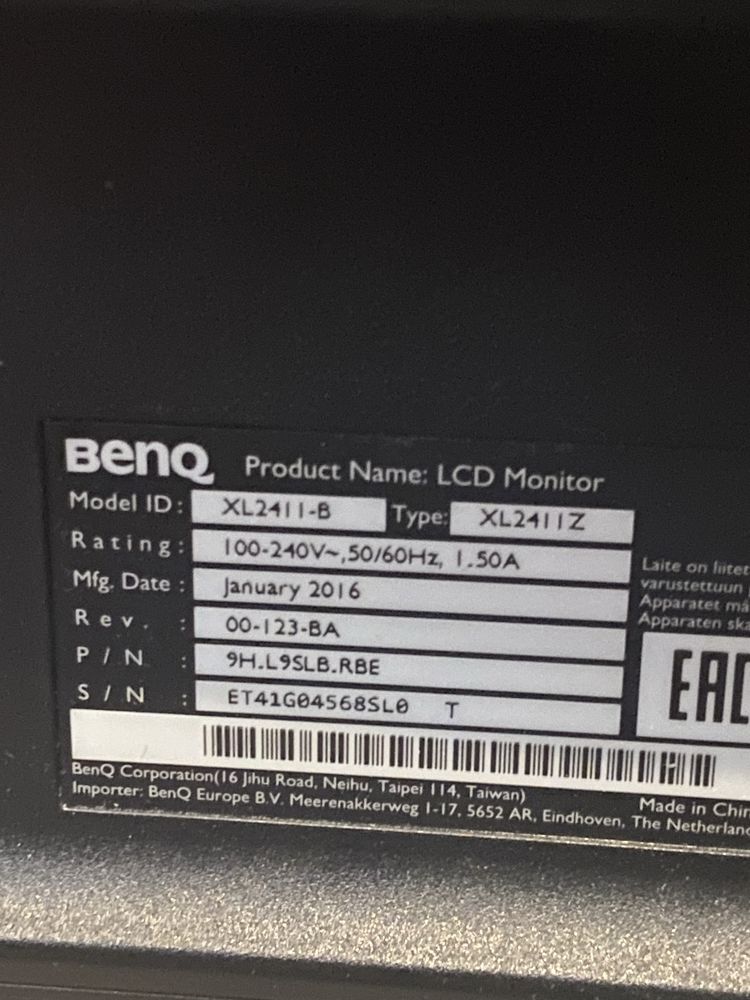 BenQ Product Name: LCD Monitor
Model ID: XL2411-B Type: XL2411Z
Rating: 100-240V~,50/60Hz, 1.50A
Mfg. Date: January 2016
Rev. : 00-123-BA
P/N : 9H.L9SLB.RBE
S/N : ET41G04568SL0 T
Laite on liitet
varustettuun
Apparatet må
Apparaten ska
EAC
BenQ Corporation(16 Jihu Road, Neihu, Taipei 114, Taiwan)
Made in Chin
Importer: BenQ Europe B.V. Meerenakkerweg 1-17, 5652 AR, Eindhoven, The Netherland